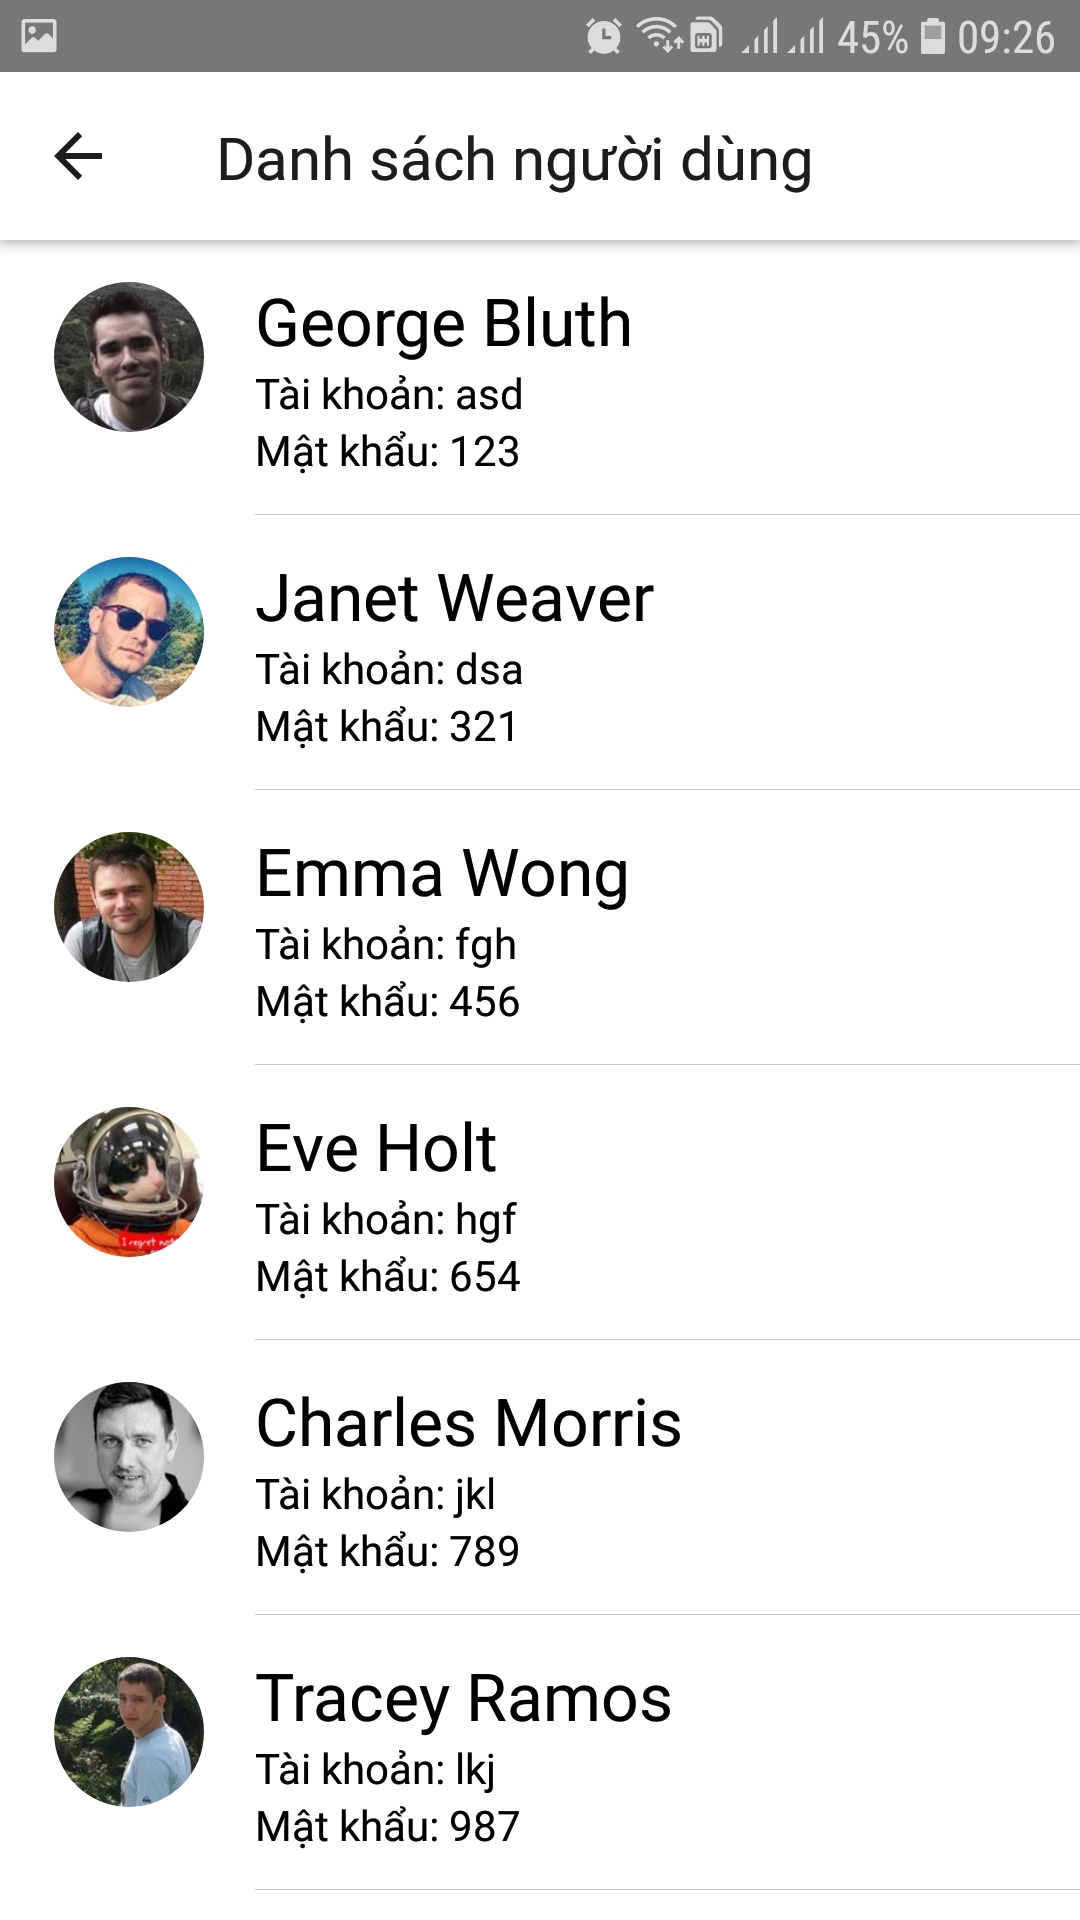 45% 09:26
Danh sách người dùng
George Bluth
Tài khoản: asd
Mật khẩu: 123
Janet Weaver
Tài khoản: dsa
Mật khẩu: 321
Emma Wong
Tài khoản: fgh
Mật khẩu: 456
Eve Holt
Tài khoản: hgf
Mật khẩu: 654
I regret
Charles Morris
Tài khoản: jkl
Mật khẩu: 789
Tracey Ramos
Tài khoản: lkj
Mật khẩu: 987